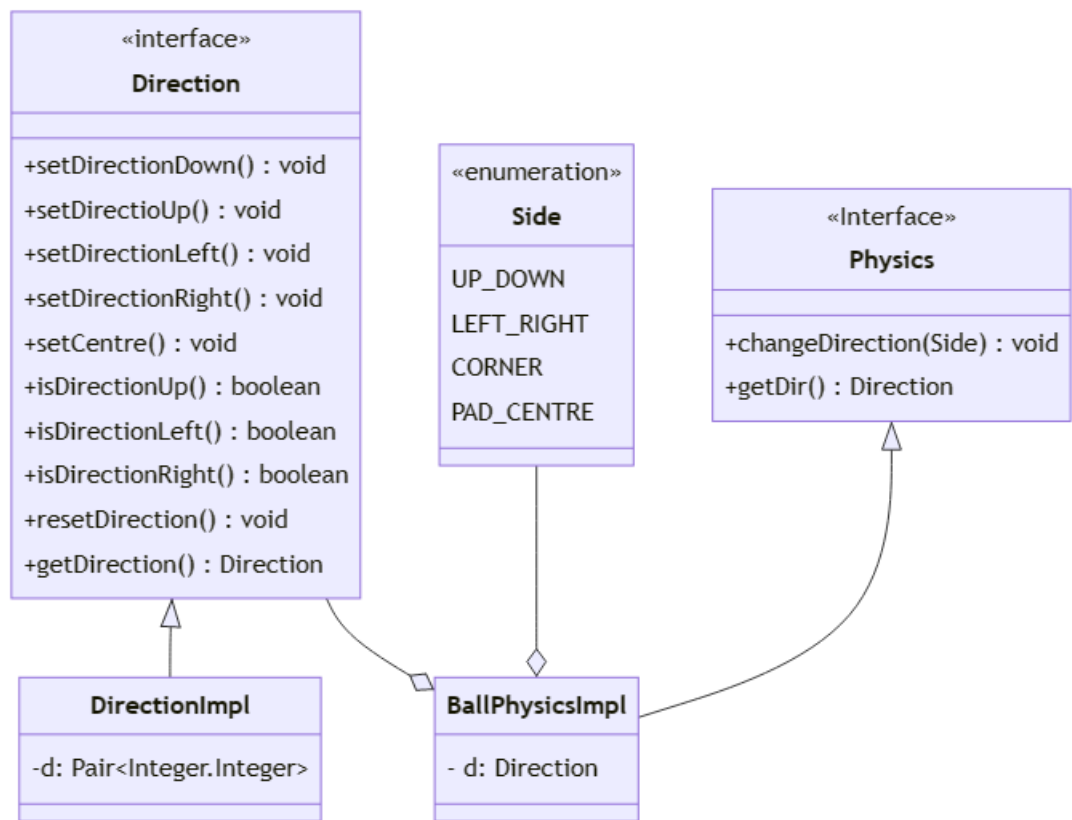 «interface»
Direction
+setDirectionDown() : void
+setDirectioUp() : void
+setDirectionLeft() : void
+setDirectionRight() : void
+setCentre() : void
+isDirectionUp() : boolean
+isDirectionLeft() : boolean
+isDirectionRight() : boolean
+resetDirection() : void
+getDirection() : Direction
«enumeration»
Side
UP_DOWN
LEFT_RIGHT
CORNER
PAD_CENTRE
«Interface»
Physics
+changeDirection(Side) : void
+getDir() : Direction
DirectionImpl
-d: Pair<Integer.Integer>
BallPhysicsImpl
- d: Direction